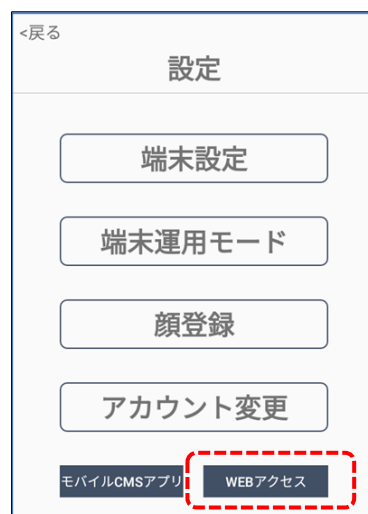 <戻る
設定
端末設定
端末運用モード
顔登録
アカウント変更
モバイルCMSアプリ
WEBアクセス